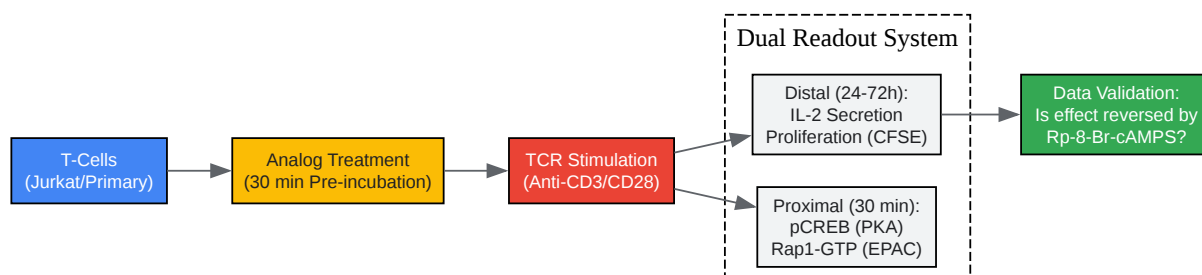 T-Cells
(Jurkat/Primary)
Analog Treatment
(30 min Pre-incubation)
TCR Stimulation
(Anti-CD3/CD28)
Dual Readout System
Distal (24-72h):
IL-2 Secretion
Proliferation (CFSE)
Proximal (30 min):
pCREB (PKA)
Rap1-GTP (EPAC)
Data Validation:
Is effect reversed by
Rp-8-Br-cAMPS?